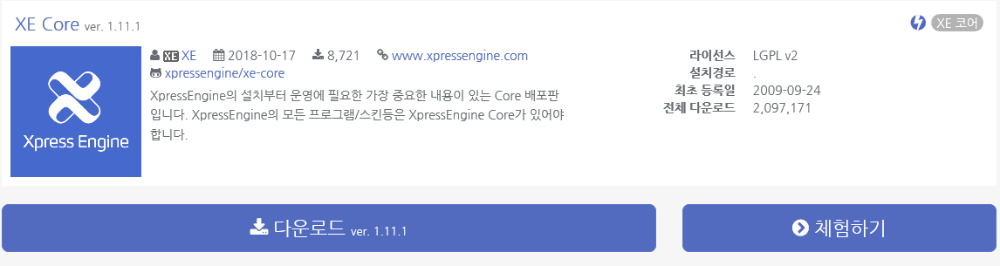 XE Core ver. 1.11.1
XE 코어
XE XE 2018-10-17 8,721 www.xpressengine.com
xpressengine/xe-core
XpressEngine의 설치부터 운영에 필요한 가장 중요한 내용이 있는 Core 배포판
입니다. XpressEngine의 모든 프로그램/스킨등은 XpressEngine Core가 있어야
합니다.
Xpress Engine
라이선스 LGPL v2
설치경로 .
최초 등록일 2009-09-24
전체 다운로드 2,097,171
다운로드 ver. 1.11.1
체험하기